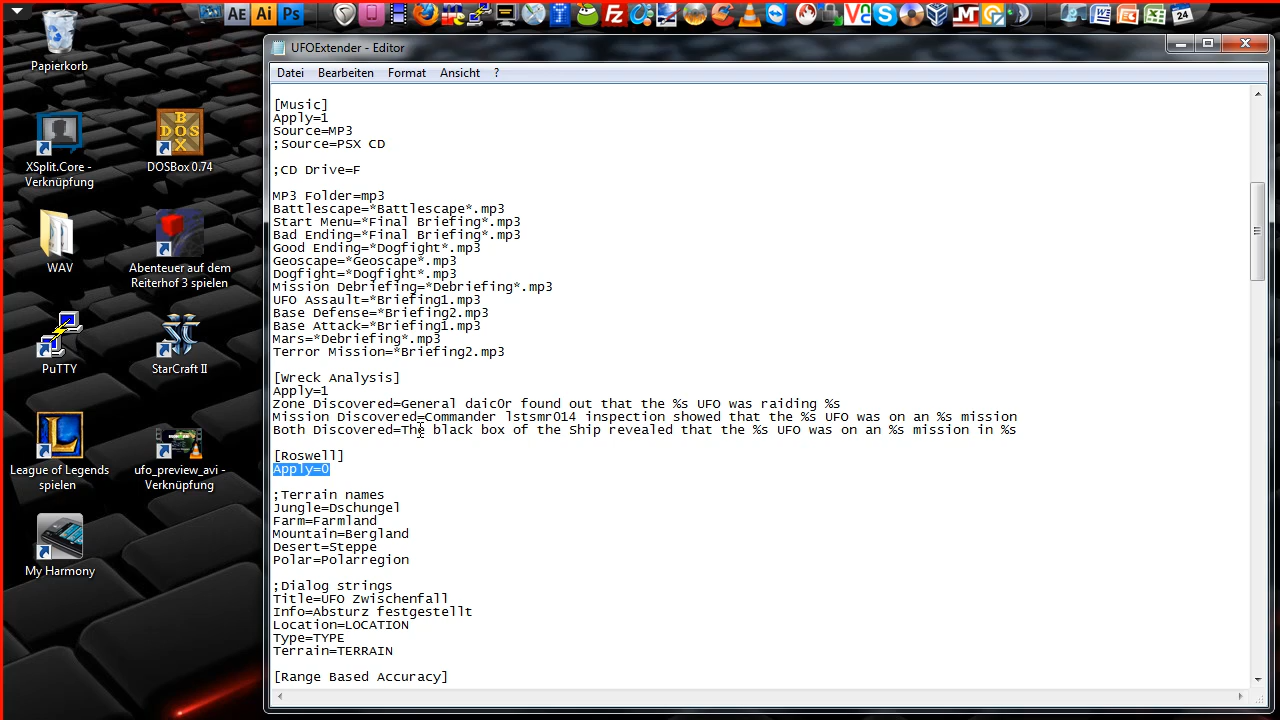 AE
Ai
Ps
24
Papierkorb
XSplit.Core -
Verknüpfung
DOSBox 0.74
WAV
Abenteuer auf dem
Reiterhof 3 spielen
PuTTY
StarCraft II
League of Legends
spielen
ufo_preview_avi -
Verknüpfung
My Harmony
UFOExtender - Editor
Datei Bearbeiten Format Ansicht ?
[Music]
Apply=1
Source=MP3
;Source=PSX CD
;CD Drive=F
MP3 Folder=mp3
Battlescape=*Battlescape*.mp3
Start Menu=*Final Briefing*.mp3
Bad Ending=*Final Briefing*.mp3
Good Ending=*Dogfight*.mp3
Geoscape=*Geoscape*.mp3
Dogfight=*Dogfight*.mp3
Mission Debriefing=*Debriefing*.mp3
UFO Assault=*Briefing1.mp3
Base Defense=*Briefing2.mp3
Base Attack=*Briefing1.mp3
Mars=*Debriefing*.mp3
Terror Mission=*Briefing2.mp3
[Wreck Analysis]
Apply=1
Zone Discovered=General daic0r found out that the %s UFO was raiding %s
Mission Discovered=Commander lstsmr014 inspection showed that the %s UFO was on an %s mission
Both Discovered=The black box of the Ship revealed that the %s UFO was on an %s mission in %s
[Roswell]
Apply=0
;Terrain names
Jungle=Dschungel
Farm=Farmland
Mountain=Bergland
Desert=Steppe
Polar=Polarregion
;Dialog strings
Title=UFO Zwischenfall
Info=Absturz festgestellt
Location=LOCATION
Type=TYPE
Terrain=TERRAIN
[Range Based Accuracy]